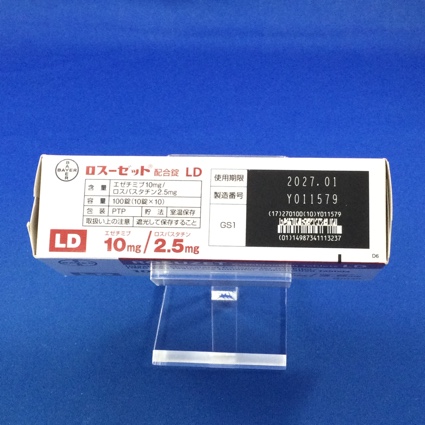 BAYER
ロスーゼット® 配合錠 LD
含 量 エゼチミブ10mg/
ロスバスタチン2.5mg
容 量 100錠(10錠×10)
包 装 PTP 貯 法 室温保存
取扱い上の注意 遮光して保存すること
LD
エゼチミブ ロスバスタチン
10mg/2.5mg
使用期限 2027.01
製造番号 Y011579
GS1
(17)270100(10)Y011579
(01)14987341113237
D6